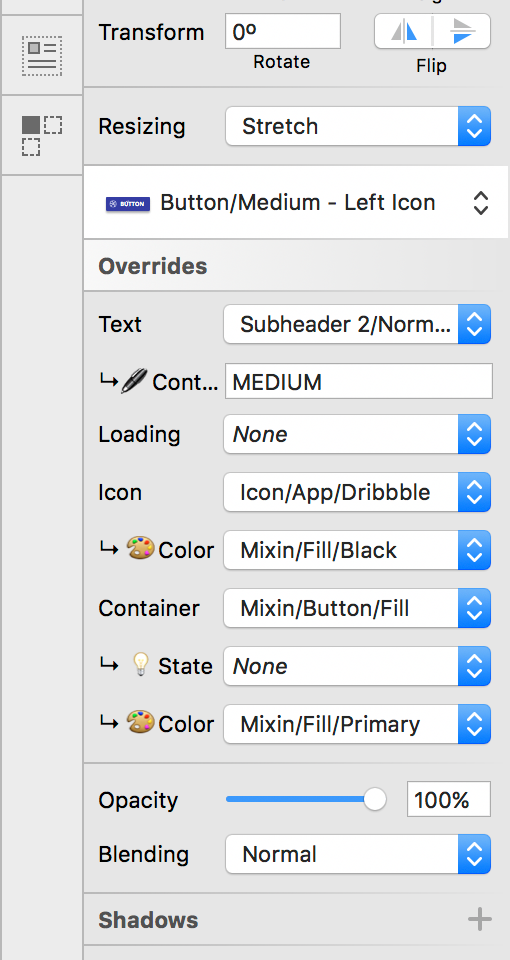 Transform 0º
Rotate Flip
Resizing Stretch
BUTTON Button/Medium - Left Icon
Overrides
Text Subheader 2/Norm...
Cont... MEDIUM
Loading None
Icon Icon/App/Dribbble
Color Mixin/Fill/Black
Container Mixin/Button/Fill
State None
Color Mixin/Fill/Primary
Opacity 100%
Blending Normal
Shadows